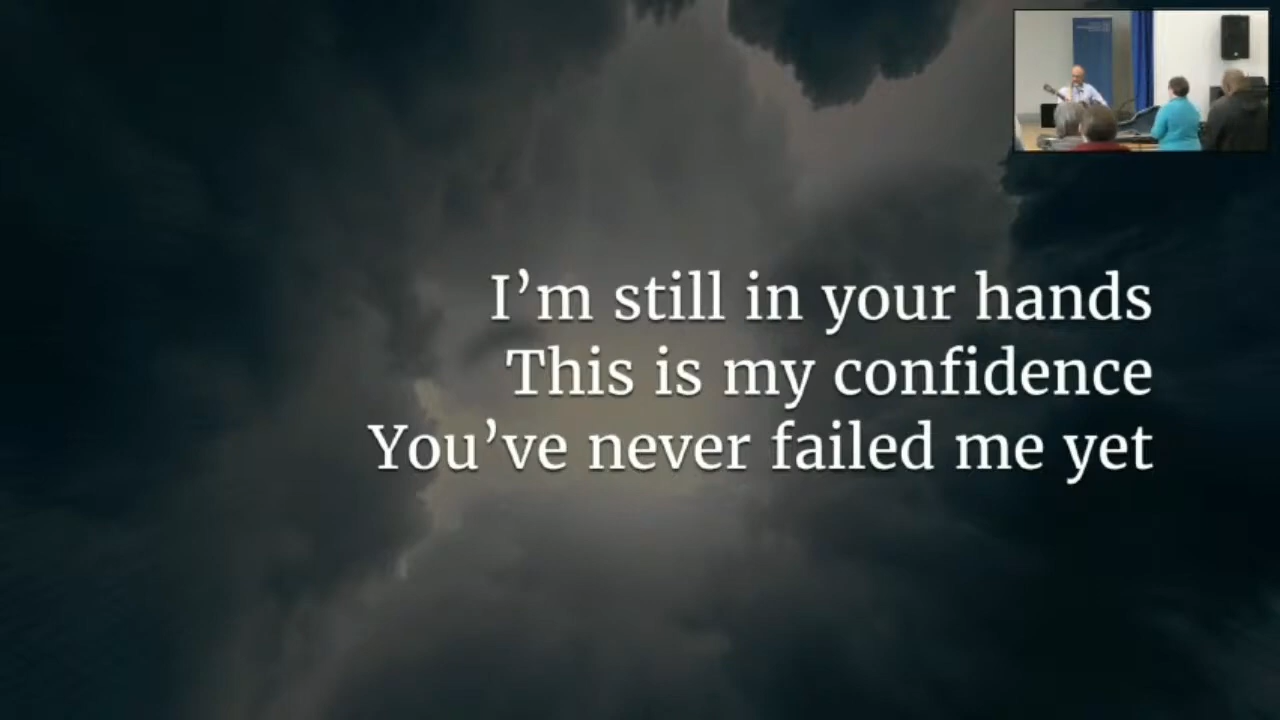 I’m still in your hands
This is my confidence
You’ve never failed me yet